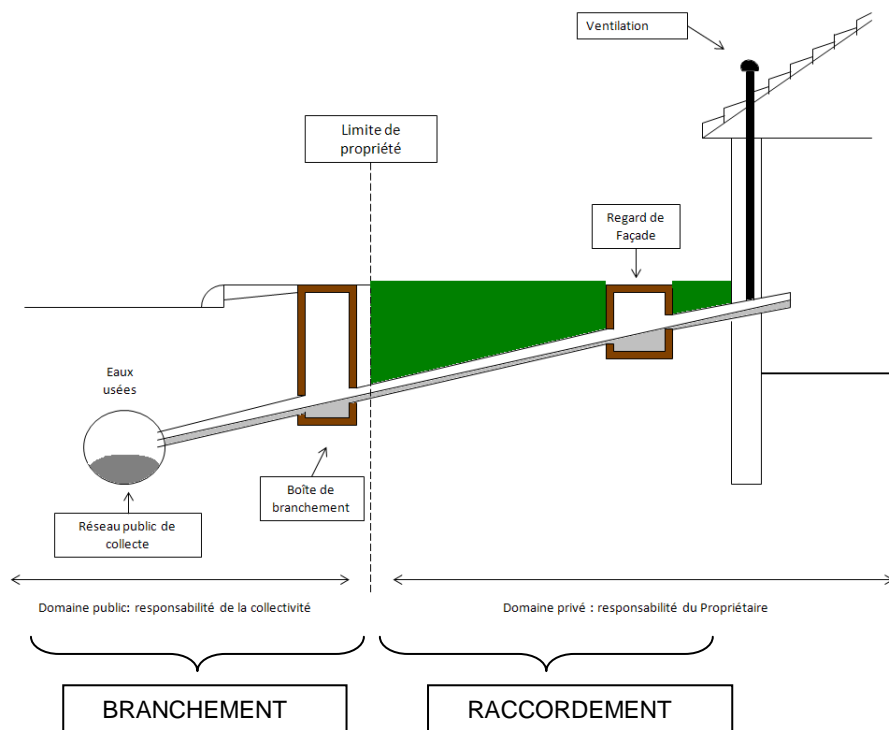 Ventilation
Limite de
propriété
Regard de
Façade
Eaux
usées
Boîte de
branchement
Réseau public de
collecte
Domaine public: responsabilité de la collectivité
Domaine privé : responsabilité du Propriétaire
BRANCHEMENT
RACCORDEMENT